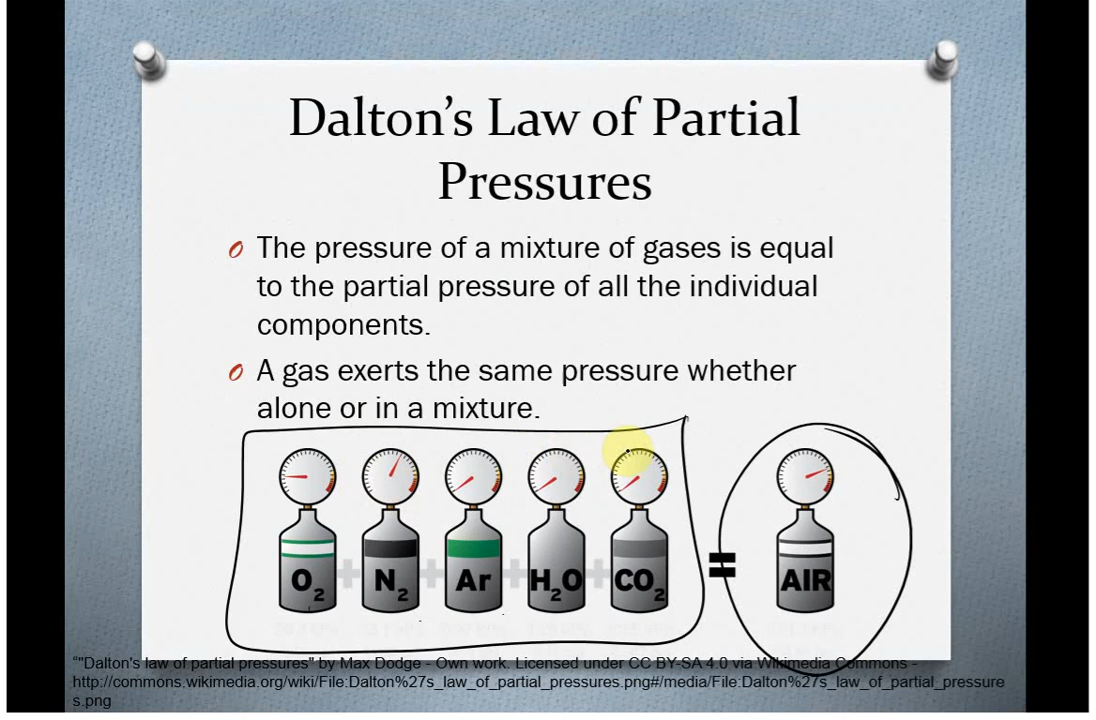 Dalton's Law of Partial
Pressures
The pressure of a mixture of gases is equal
to the partial pressure of all the individual
components.
A gas exerts the same pressure whether
alone or in a mixture.
O₂ + N₂ + Ar + H₂O + CO₂ = AIR
“"Dalton's law of partial pressures" by Max Dodge - Own work. Licensed under CC BY-SA 4.0 via Wikimedia Commons -
http://commons.wikimedia.org/wiki/File:Dalton%27s_law_of_partial_pressures.png#/media/File:Dalton%27s_law_of_partial_pressure
s.png